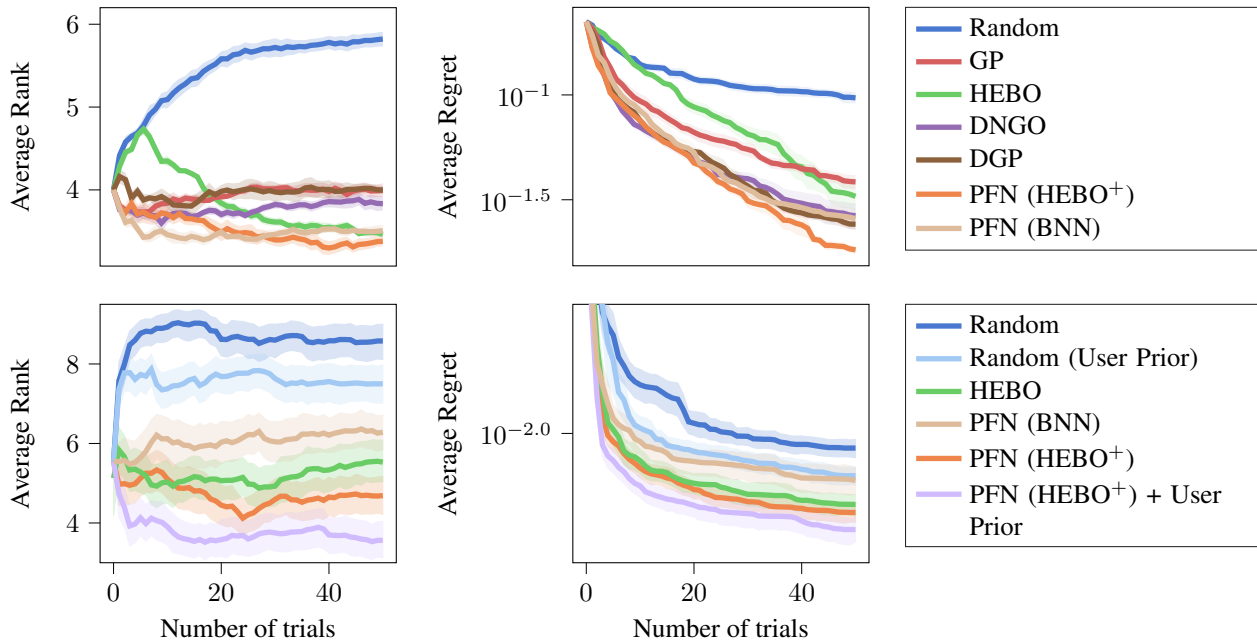 6
5
4
Average Rank
10⁻¹
10⁻¹·⁵
Average Regret
Random
GP
HEBO
DNGO
DGP
PFN (HEBO⁺)
PFN (BNN)
8
6
4
Average Rank
0
20
40
Number of trials
10⁻²·⁰
Average Regret
0
20
40
Number of trials
Random
Random (User Prior)
HEBO
PFN (BNN)
PFN (HEBO⁺)
PFN (HEBO⁺) + User
Prior